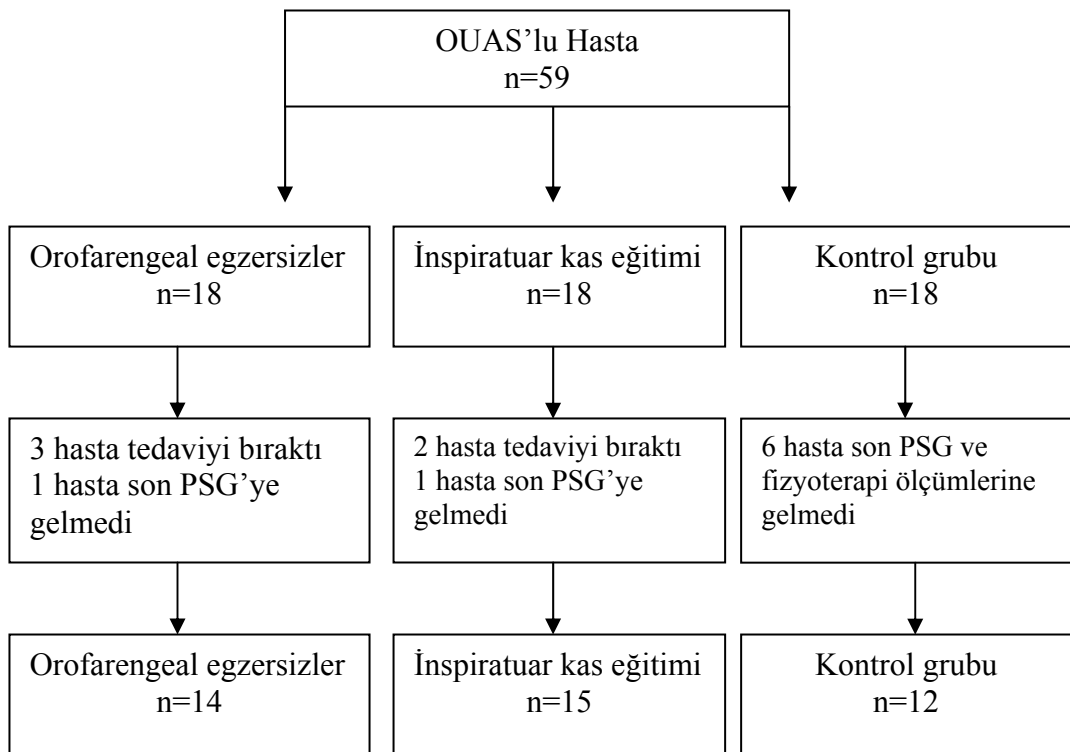 OUAS’lu Hasta
n=59
Orofarengeal egzersizler
n=18
İnspiratuar kas eğitimi
n=18
Kontrol grubu
n=18
3 hasta tedaviyi bıraktı
1 hasta son PSG’ye
gelmedi
2 hasta tedaviyi bıraktı
1 hasta son PSG’ye
gelmedi
6 hasta son PSG ve
fizyoterapi ölçümlerine
gelmedi
Orofarengeal egzersizler
n=14
İnspiratuar kas eğitimi
n=15
Kontrol grubu
n=12